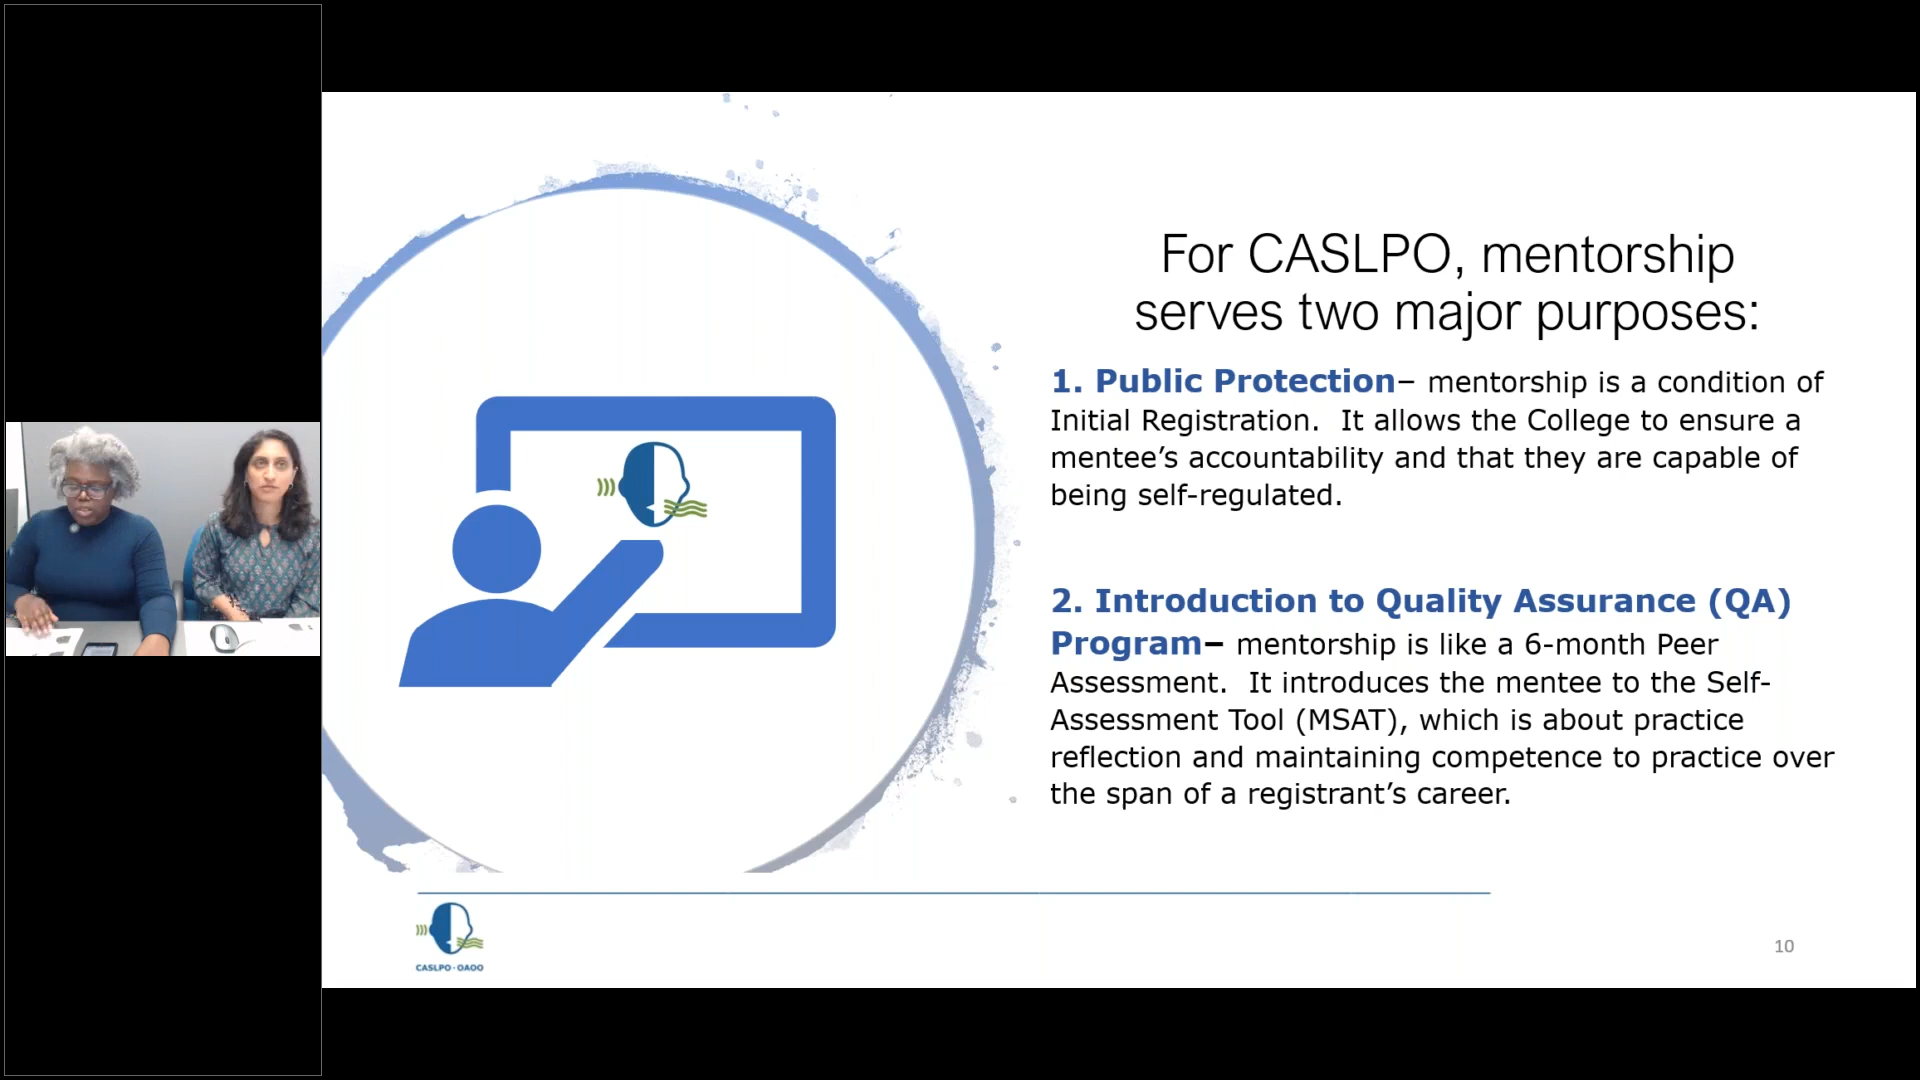 For CASLPO, mentorship
serves two major purposes:
1. Public Protection– mentorship is a condition of
Initial Registration.  It allows the College to ensure a
mentee’s accountability and that they are capable of
being self-regulated.
2. Introduction to Quality Assurance (QA)
Program– mentorship is like a 6-month Peer
Assessment.  It introduces the mentee to the Self-
Assessment Tool (MSAT), which is about practice
reflection and maintaining competence to practice over
the span of a registrant’s career.
CASLPO·OAOO
10